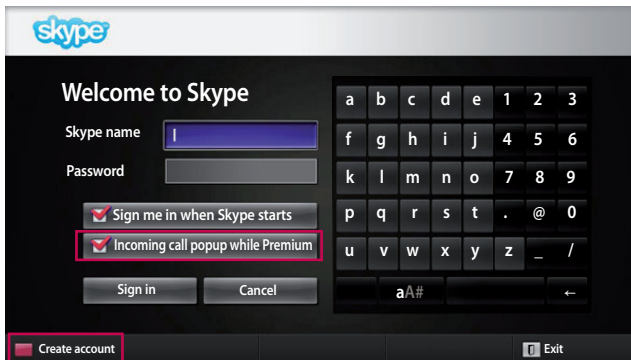 skype
Welcome to Skype
Skype name
Password
Sign me in when Skype starts
Incoming call popup while Premium
Sign in Cancel
a b c d e 1 2 3
f g h i j 4 5 6
k l m n o 7 8 9
p q r s t . @ 0
u v w x y z _ /
aA# ←
Create account
Exit